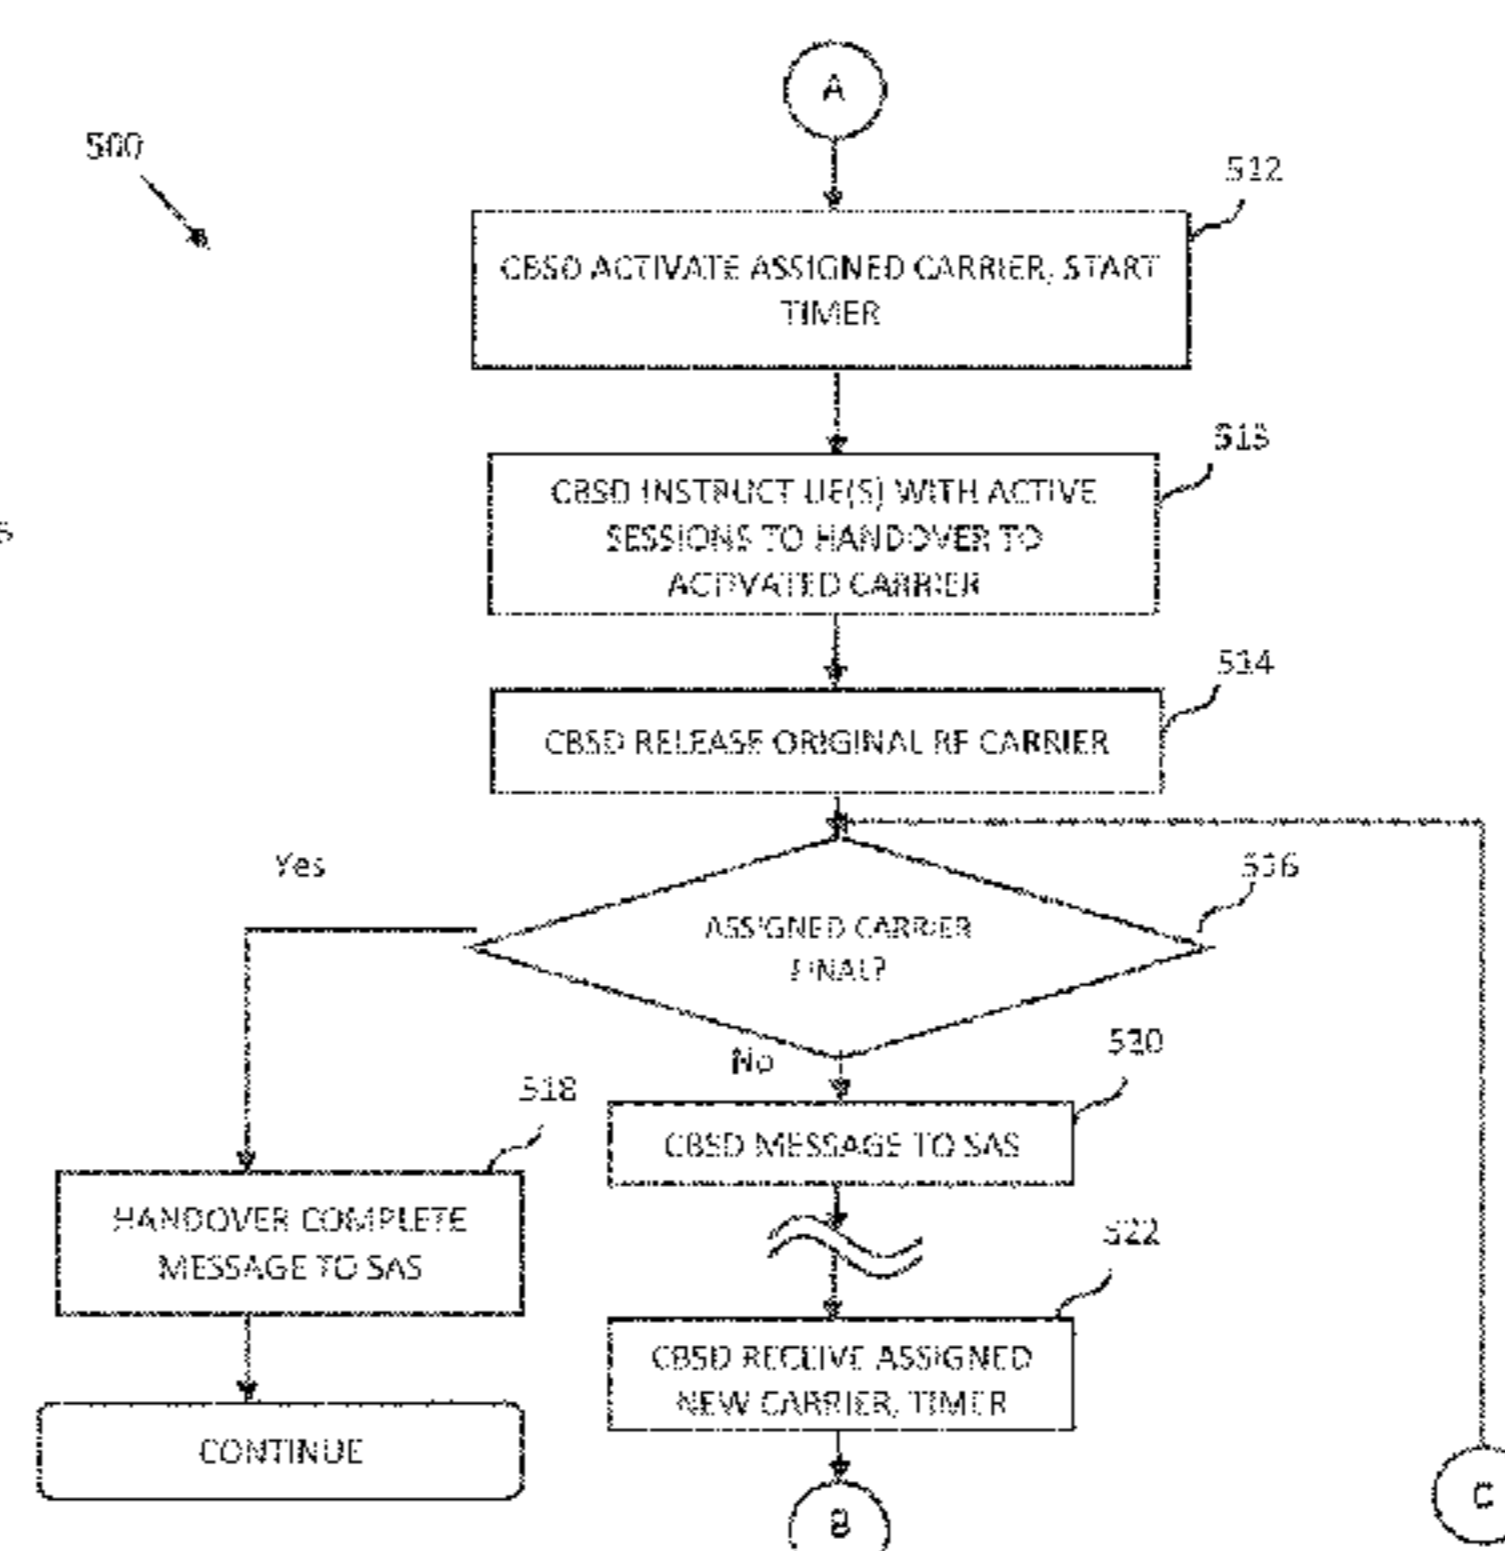 A
500
512
CBSD ACTIVATE ASSIGNED CARRIER, START
TIMER
513
CBSD INSTRUCT UE(S) WITH ACTIVE
SESSIONS TO HANDOVER TO
ACTIVATED CARRIER
514
CBSD RELEASE ORIGINAL RF CARRIER
Yes
516
ASSIGNED CARRIER
FINAL?
No
520
518
CBSD MESSAGE TO SAS
HANDOVER COMPLETE
MESSAGE TO SAS
522
CBSD RECEIVE ASSIGNED
NEW CARRIER, TIMER
CONTINUE
B
C